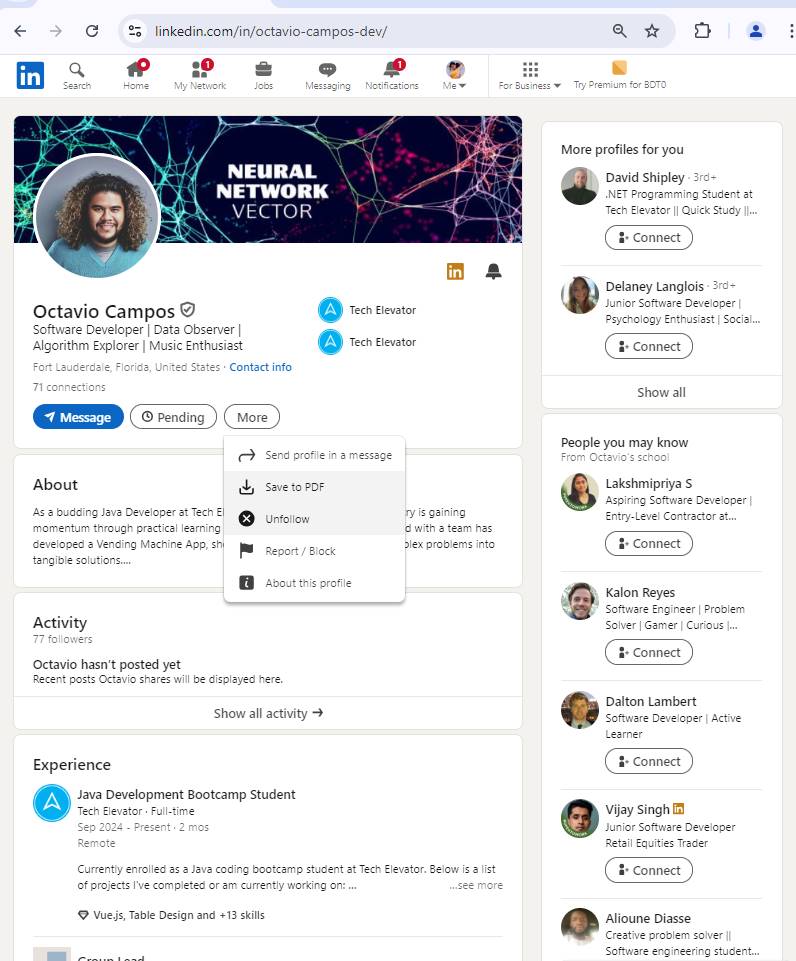 linkedin.com/in/octavio-campos-dev/
in
Search
Home
1
My Network
Jobs
Messaging
1
Notifications
Me
For Business
Try Premium for BDT0
NEURAL
NETWORK
VECTOR
in
Octavio Campos
Software Developer | Data Observer |
Algorithm Explorer | Music Enthusiast
Fort Lauderdale, Florida, United States · Contact info
71 connections
Tech Elevator
Tech Elevator
Message
Pending
More
Send profile in a message
Save to PDF
Unfollow
Report / Block
About this profile
About
As a budding Java Developer at Tech El ry is gaining
momentum through practical learning d with a team has
developed a Vending Machine App, sh plex problems into
tangible solutions....
Activity
77 followers
Octavio hasn't posted yet
Recent posts Octavio shares will be displayed here.
Show all activity →
Experience
Java Development Bootcamp Student
Tech Elevator · Full-time
Sep 2024 - Present · 2 mos
Remote
Currently enrolled as a Java coding bootcamp student at Tech Elevator. Below is a list
of projects I've completed or am currently working on: ...
...see more
Vue.js, Table Design and +13 skills
Group Lead
More profiles for you
David Shipley · 3rd+
.NET Programming Student at
Tech Elevator || Quick Study ||...
Connect
Delaney Langlois · 3rd+
Junior Software Developer |
Psychology Enthusiast | Social...
Connect
Show all
People you may know
From Octavio's school
Lakshmipriya S
Aspiring Software Developer |
Entry-Level Contractor at...
Connect
Kalon Reyes
Software Engineer | Problem
Solver | Gamer | Curious |...
Connect
Dalton Lambert
Software Developer | Active
Learner
Connect
Vijay Singh in
Junior Software Developer
Retail Equities Trader
Connect
Alioune Diasse
Creative problem solver ||
Software engineering student...